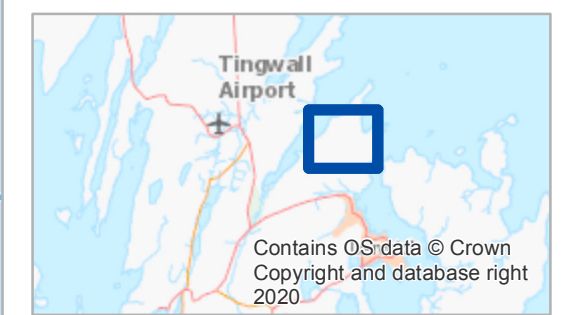 Tingwall
Airport
Contains OS data © Crown
Copyright and database right
2020